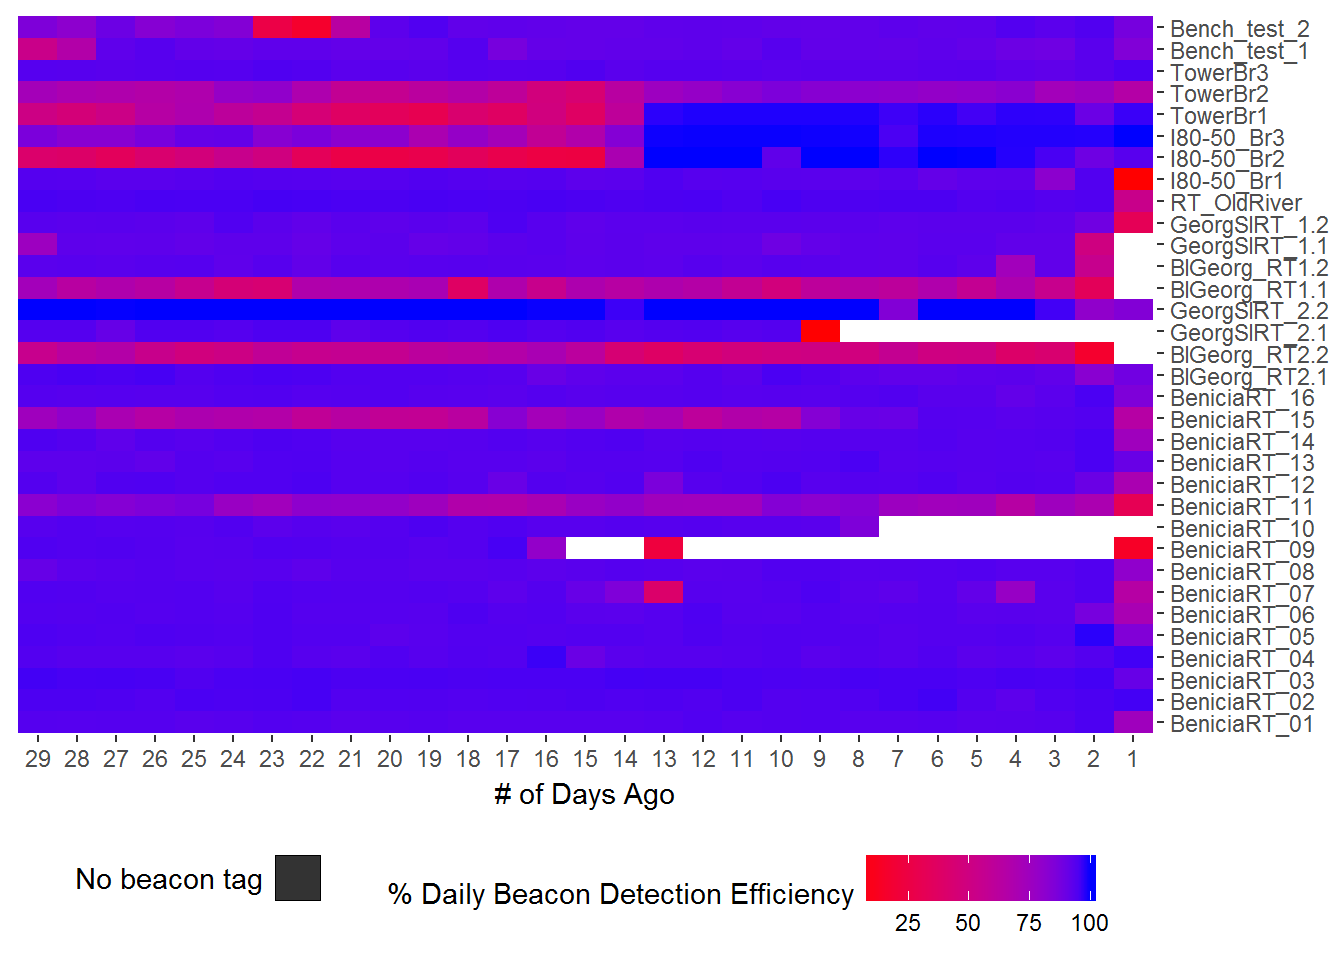 Bench_test_2
Bench_test_1
TowerBr3
TowerBr2
TowerBr1
I80-50_Br3
I80-50_Br2
I80-50_Br1
RT_OldRiver
GeorgSlRT_1.2
GeorgSlRT_1.1
BlGeorg_RT1.2
BlGeorg_RT1.1
GeorgSlRT_2.2
GeorgSlRT_2.1
BlGeorg_RT2.2
BlGeorg_RT2.1
BeniciaRT_16
BeniciaRT_15
BeniciaRT_14
BeniciaRT_13
BeniciaRT_12
BeniciaRT_11
BeniciaRT_10
BeniciaRT_09
BeniciaRT_08
BeniciaRT_07
BeniciaRT_06
BeniciaRT_05
BeniciaRT_04
BeniciaRT_03
BeniciaRT_02
BeniciaRT_01
29 28 27 26 25 24 23 22 21 20 19 18 17 16 15 14 13 12 11 10 9 8 7 6 5 4 3 2 1
# of Days Ago
No beacon tag
% Daily Beacon Detection Efficiency
25 50 75 100